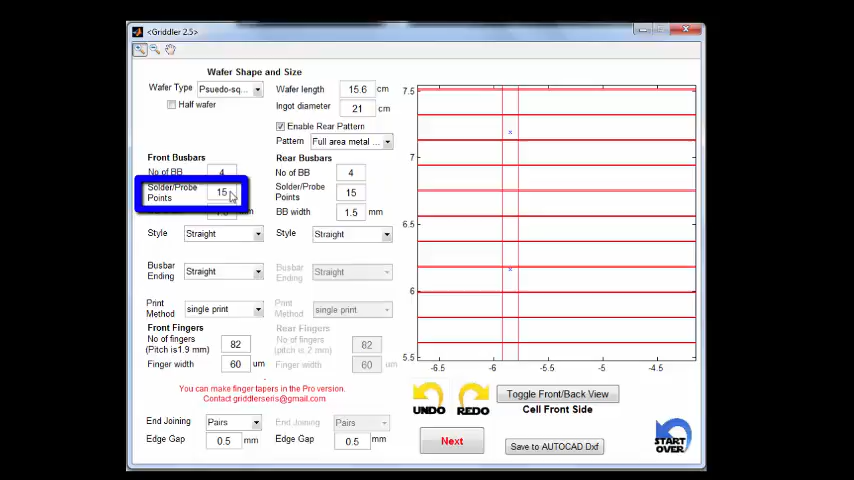 <Griddler 2.5>
Wafer Shape and Size
Wafer Type Psuedo-sq... Wafer length 15.6 cm
Half wafer Ingot diameter 21 cm
Enable Rear Pattern
Pattern Full area metal ...
Front Busbars Rear Busbars
No of BB 4 No of BB 4
Solder/Probe Points 15 Solder/Probe Points 15
mm BB width 1.5 mm
Style Straight Style Straight
Busbar Ending Straight Busbar Ending Straight
Print Method single print Print Method single print
Front Fingers Rear Fingers
No of fingers (Pitch is1.9 mm) 82 No of fingers (pitch is 2 mm) 82
Finger width 60 um Finger width 60 um
You can make finger tapers in the Pro version.
Contact griddlerseris@gmail.com
End Joining Pairs End Joining Pairs
Edge Gap 0.5 mm Edge Gap 0.5 mm
7.5
7
6.5
6
5.5
-6.5 -6 -5.5 -5 -4.5
UNDO REDO Toggle Front/Back View
Cell Front Side
Next Save to AUTOCAD Dxf START OVER